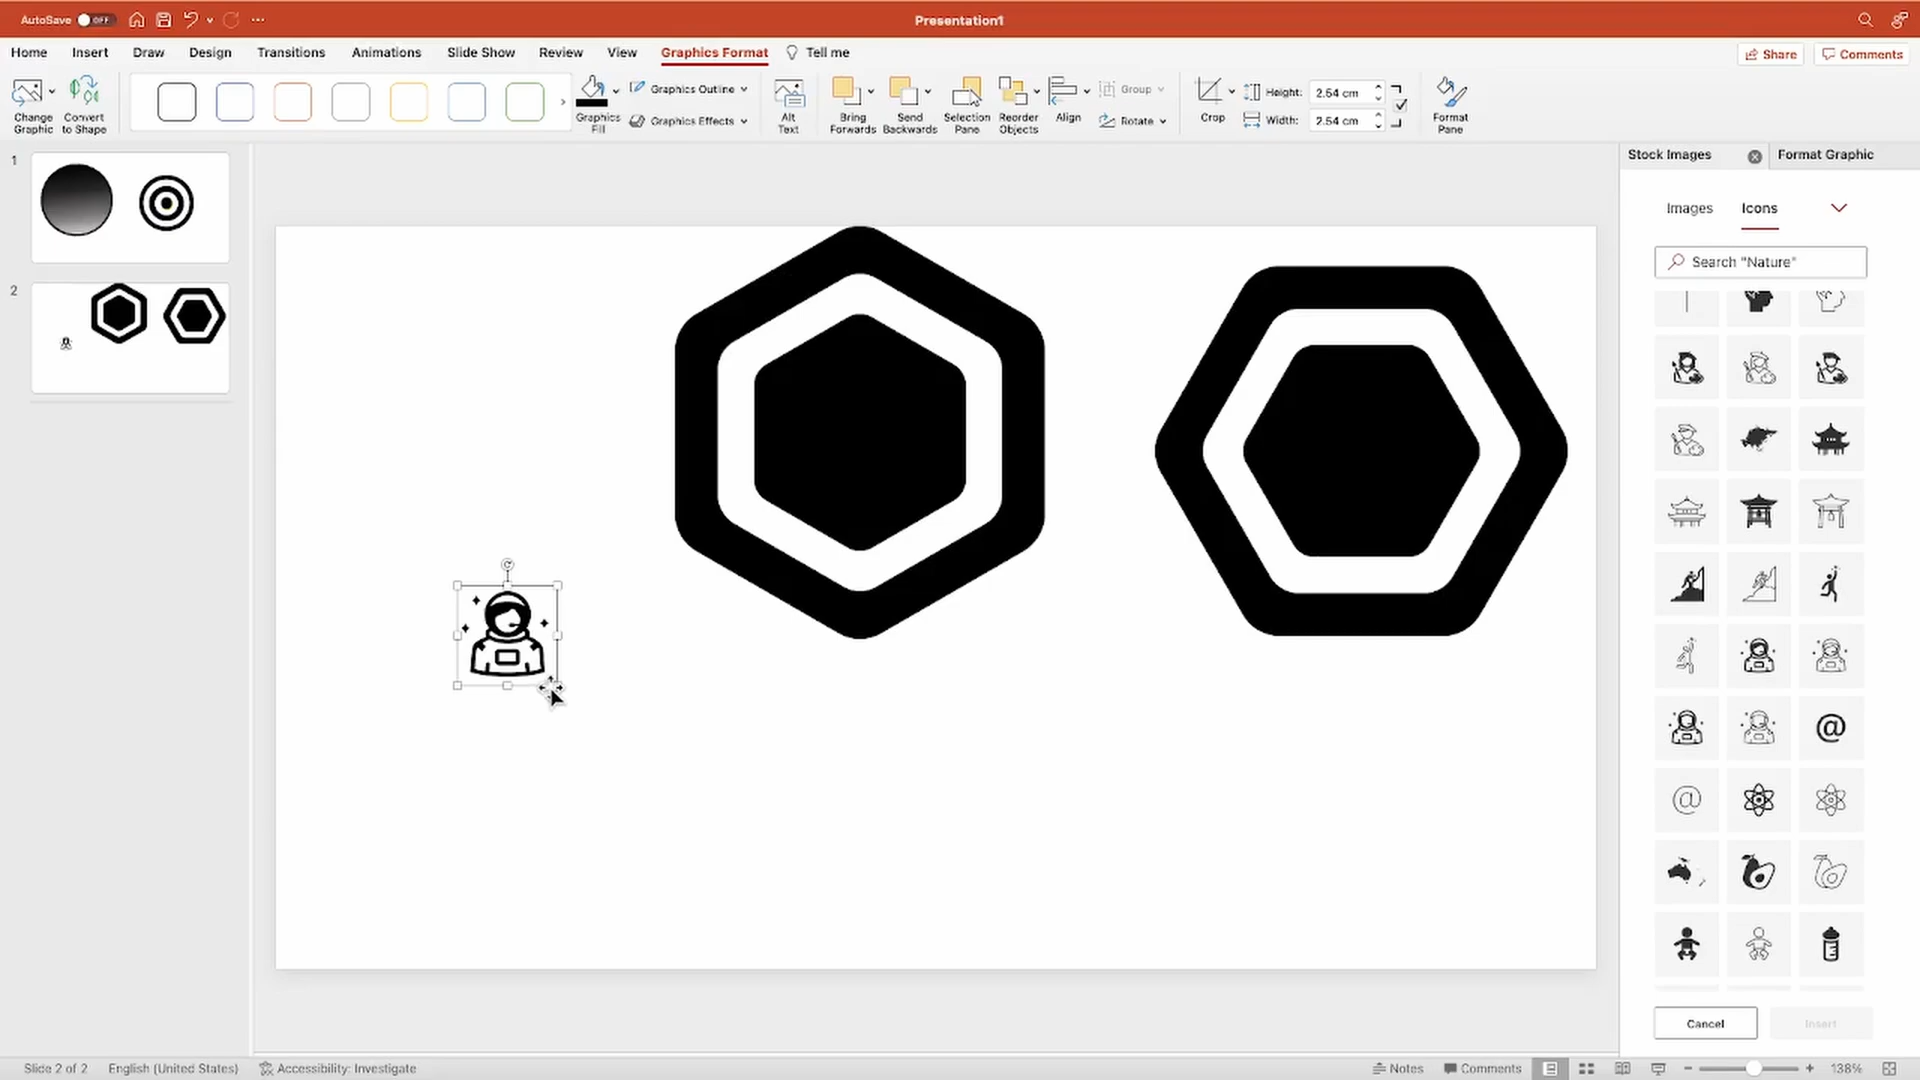 AutoSave OFF
Presentation1
Home Insert Draw Design Transitions Animations Slide Show Review View Graphics Format Tell me
Share Comments
Change Graphic
Convert to Shape
Graphics Fill
Graphics Outline
Graphics Effects
Alt Text
Bring Forwards
Send Backwards
Selection Pane
Reorder Objects
Align
Group
Rotate
Crop
Height: 2.54 cm
Width: 2.54 cm
Format Pane
1
2
Stock Images
Format Graphic
Images Icons
Search "Nature"
@
@
Cancel Insert
Slide 2 of 2 English (United States) Accessibility: Investigate
Notes Comments 138%